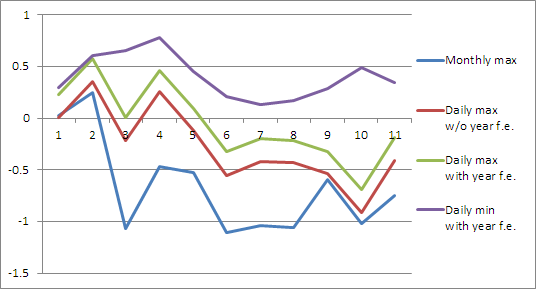 1
0.5
0
-0.5
-1
-1.5
1 2 3 4 5 6 7 8 9 10 11
Monthly max
Daily max
w/o year f.e.
Daily max
with year f.e.
Daily min
with year f.e.